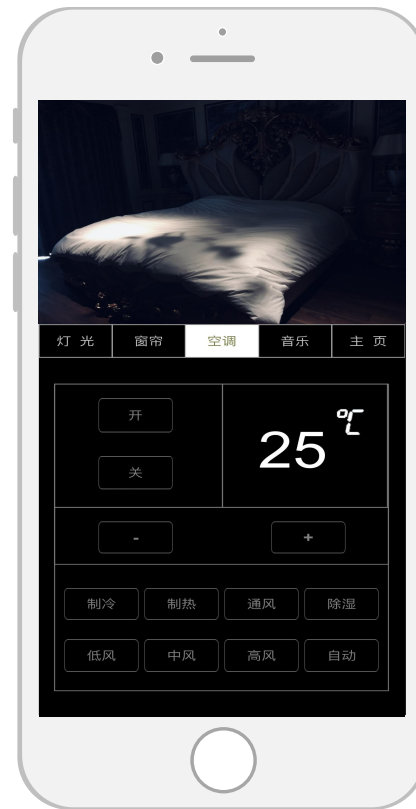 灯 光 窗帘 空调 音乐 主 页
开
25 ℃
关
- +
制冷 制热 通风 除湿
低风 中风 高风 自动